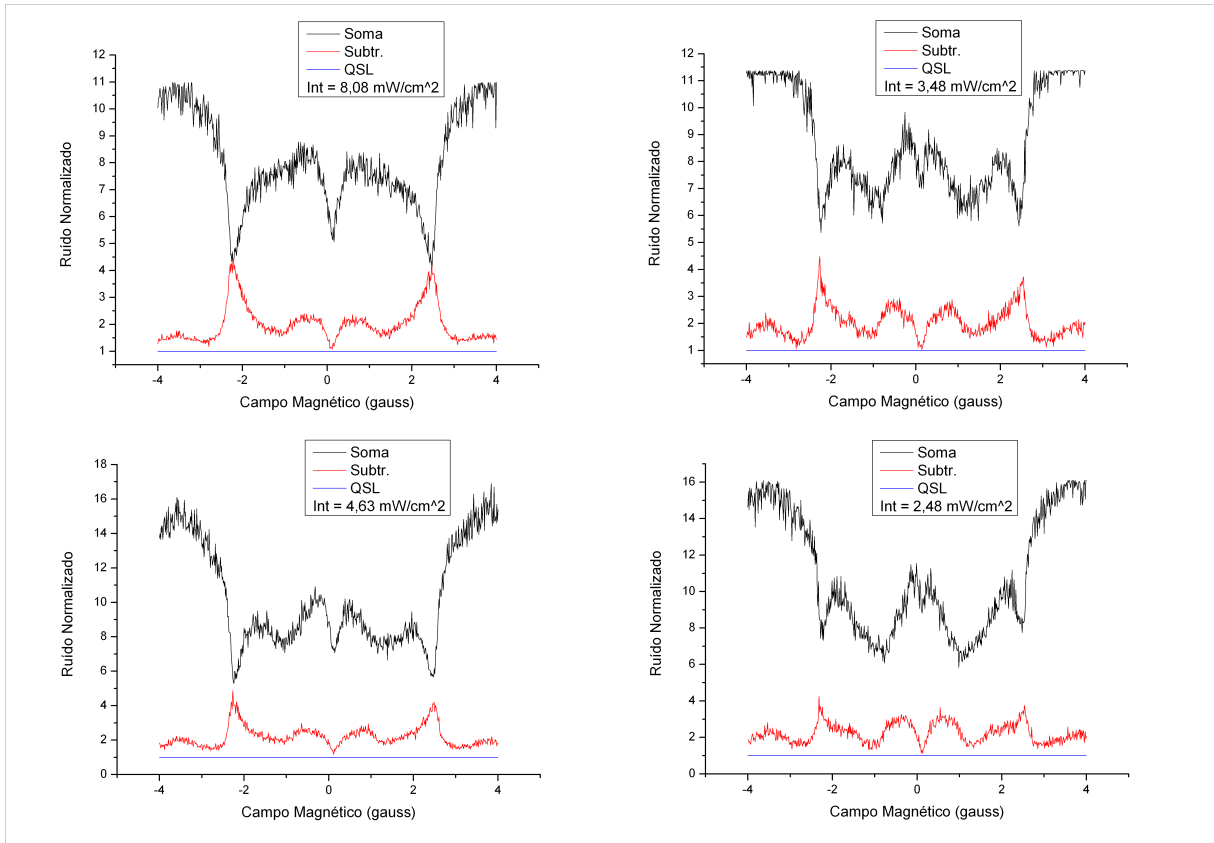 Soma
Subtr.
QSL
Int = 8,08 mW/cm^2
12
11
10
9
8
7
6
5
4
3
2
1
Ruído Normalizado
-4
-2
0
2
4
Campo Magnético (gauss)
Soma
Subtr.
QSL
Int = 3,48 mW/cm^2
12
11
10
9
8
7
6
5
4
3
2
1
Ruído Normalizado
-4
-2
0
2
4
Campo Magnético (gauss)
Soma
Subtr.
QSL
Int = 4,63 mW/cm^2
18
16
14
12
10
8
6
4
2
0
Ruído Normalizado
-4
-2
0
2
4
Campo Magnético (gauss)
Soma
Subtr.
QSL
Int = 2,48 mW/cm^2
16
14
12
10
8
6
4
2
0
Ruído Normalizado
-4
-2
0
2
4
Campo Magnético (gauss)